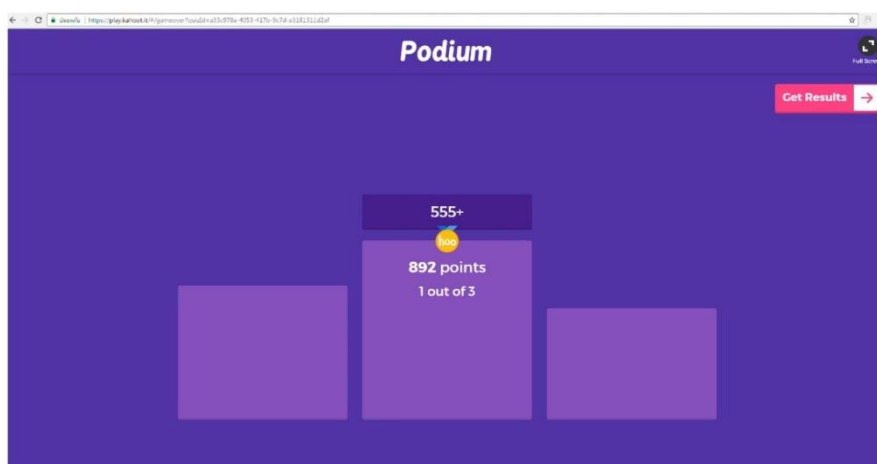 Podium
Get Results
555+
hoo
892 points
1 out of 3